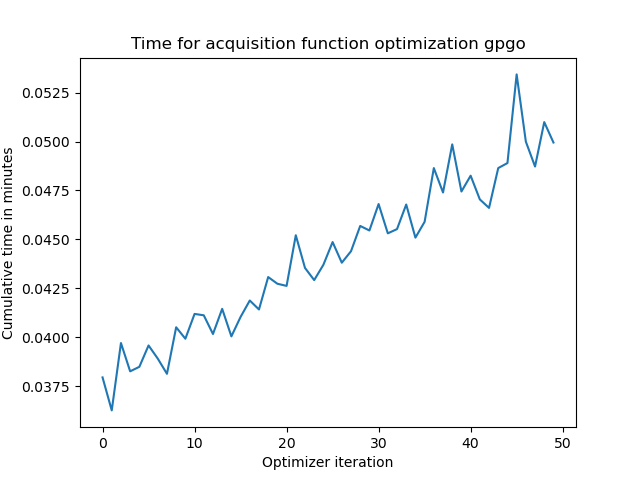 Time for acquisition function optimization gpgo
0.0525
0.0500
0.0475
0.0450
0.0425
0.0400
0.0375
Cumulative time in minutes
0 10 20 30 40 50
Optimizer iteration